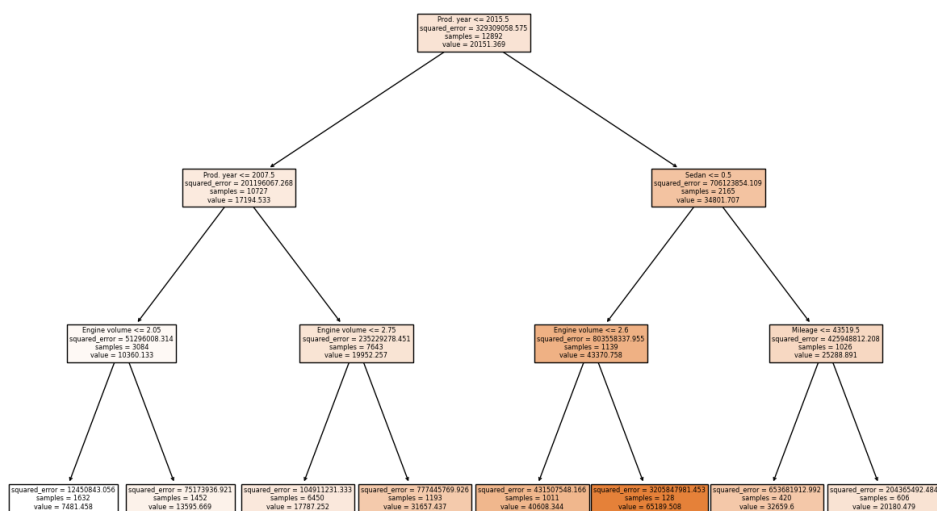 Prod. year <= 2015.5
squared_error = 329309058.575
samples = 12892
value = 20151.369
Prod. year <= 2007.5
squared_error = 201196067.268
samples = 10727
value = 17194.533
Sedan <= 0.5
squared_error = 706123854.109
samples = 2165
value = 34801.707
Engine volume <= 2.05
squared_error = 51296008.314
samples = 3084
value = 10360.133
Engine volume <= 2.75
squared_error = 235229278.451
samples = 7643
value = 19952.257
Engine volume <= 2.6
squared_error = 803558337.955
samples = 1139
value = 43370.758
Mileage <= 43519.5
squared_error = 425948812.208
samples = 1026
value = 25288.891
squared_error = 12450843.056
samples = 1632
value = 7481.458
squared_error = 75173936.921
samples = 1452
value = 13595.669
squared_error = 104911231.333
samples = 6450
value = 17787.252
squared_error = 777445769.926
samples = 1193
value = 31657.437
squared_error = 431507548.166
samples = 1011
value = 40608.344
squared_error = 3205847981.453
samples = 128
value = 65189.508
squared_error = 653681912.992
samples = 420
value = 32659.6
squared_error = 204365492.484
samples = 606
value = 20180.479